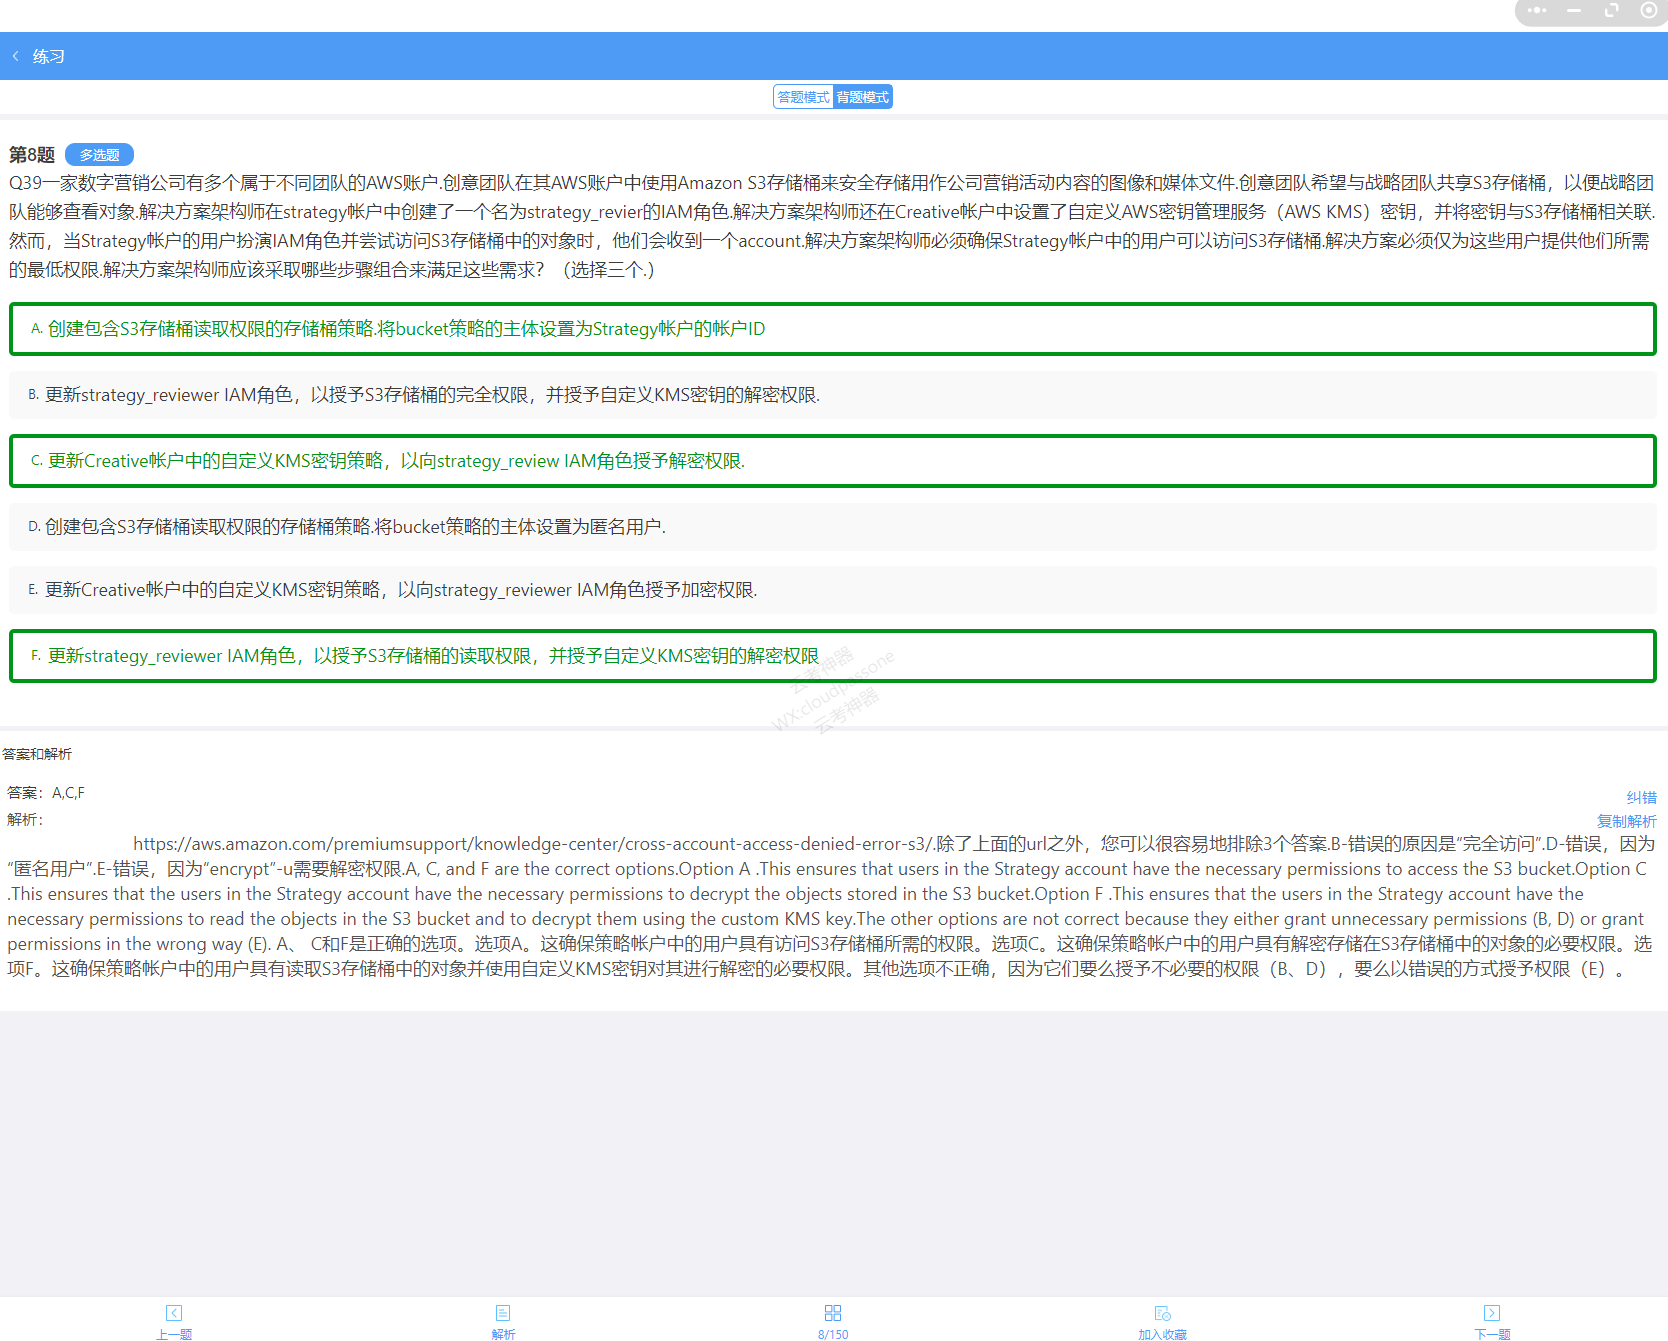 练习
答题模式 背题模式
第8题 多选题
Q39一家数字营销公司有多个属于不同团队的AWS账户.创意团队在其AWS账户中使用Amazon S3存储桶来安全存储用作公司营销活动内容的图像和媒体文件.创意团队希望与战略团队共享S3存储桶，以便战略团
队能够查看对象.解决方案架构师在strategy帐户中创建了一个名为strategy_revier的IAM角色.解决方案架构师还在Creative帐户中设置了自定义AWS密钥管理服务（AWS KMS）密钥，并将密钥与S3存储桶相关联.
然而，当Strategy帐户的用户扮演IAM角色并尝试访问S3存储桶中的对象时，他们会收到一个account.解决方案架构师必须确保Strategy帐户中的用户可以访问S3存储桶.解决方案必须仅为这些用户提供他们所需
的最低权限.解决方案架构师应该采取哪些步骤组合来满足这些需求？（选择三个.）
A. 创建包含S3存储桶读取权限的存储桶策略.将bucket策略的主体设置为Strategy帐户的帐户ID
B. 更新strategy_reviewer IAM角色，以授予S3存储桶的完全权限，并授予自定义KMS密钥的解密权限.
C. 更新Creative帐户中的自定义KMS密钥策略，以向strategy_review IAM角色授予解密权限.
D. 创建包含S3存储桶读取权限的存储桶策略.将bucket策略的主体设置为匿名用户.
E. 更新Creative帐户中的自定义KMS密钥策略，以向strategy_reviewer IAM角色授予加密权限.
F. 更新strategy_reviewer IAM角色，以授予S3存储桶的读取权限，并授予自定义KMS密钥的解密权限
云考神器
WX:cloudpassone
云考神器
答案和解析
答案：A,C,F
纠错
解析：
复制解析
https://aws.amazon.com/premiumsupport/knowledge-center/cross-account-access-denied-error-s3/.除了上面的url之外，您可以很容易地排除3个答案.B-错误的原因是“完全访问”.D-错误，因为
“匿名用户”.E-错误，因为“encrypt”-u需要解密权限.A, C, and F are the correct options.Option A .This ensures that users in the Strategy account have the necessary permissions to access the S3 bucket.Option C
.This ensures that the users in the Strategy account have the necessary permissions to decrypt the objects stored in the S3 bucket.Option F .This ensures that the users in the Strategy account have the
necessary permissions to read the objects in the S3 bucket and to decrypt them using the custom KMS key.The other options are not correct because they either grant unnecessary permissions (B, D) or grant
permissions in the wrong way (E). A、 C和F是正确的选项。选项A。这确保策略帐户中的用户具有访问S3存储桶所需的权限。选项C。这确保策略帐户中的用户具有解密存储在S3存储桶中的对象的必要权限。选
项F。这确保策略帐户中的用户具有读取S3存储桶中的对象并使用自定义KMS密钥对其进行解密的必要权限。其他选项不正确，因为它们要么授予不必要的权限（B、D），要么以错误的方式授予权限（E）。
上一题
解析
8/150
加入收藏
下一题